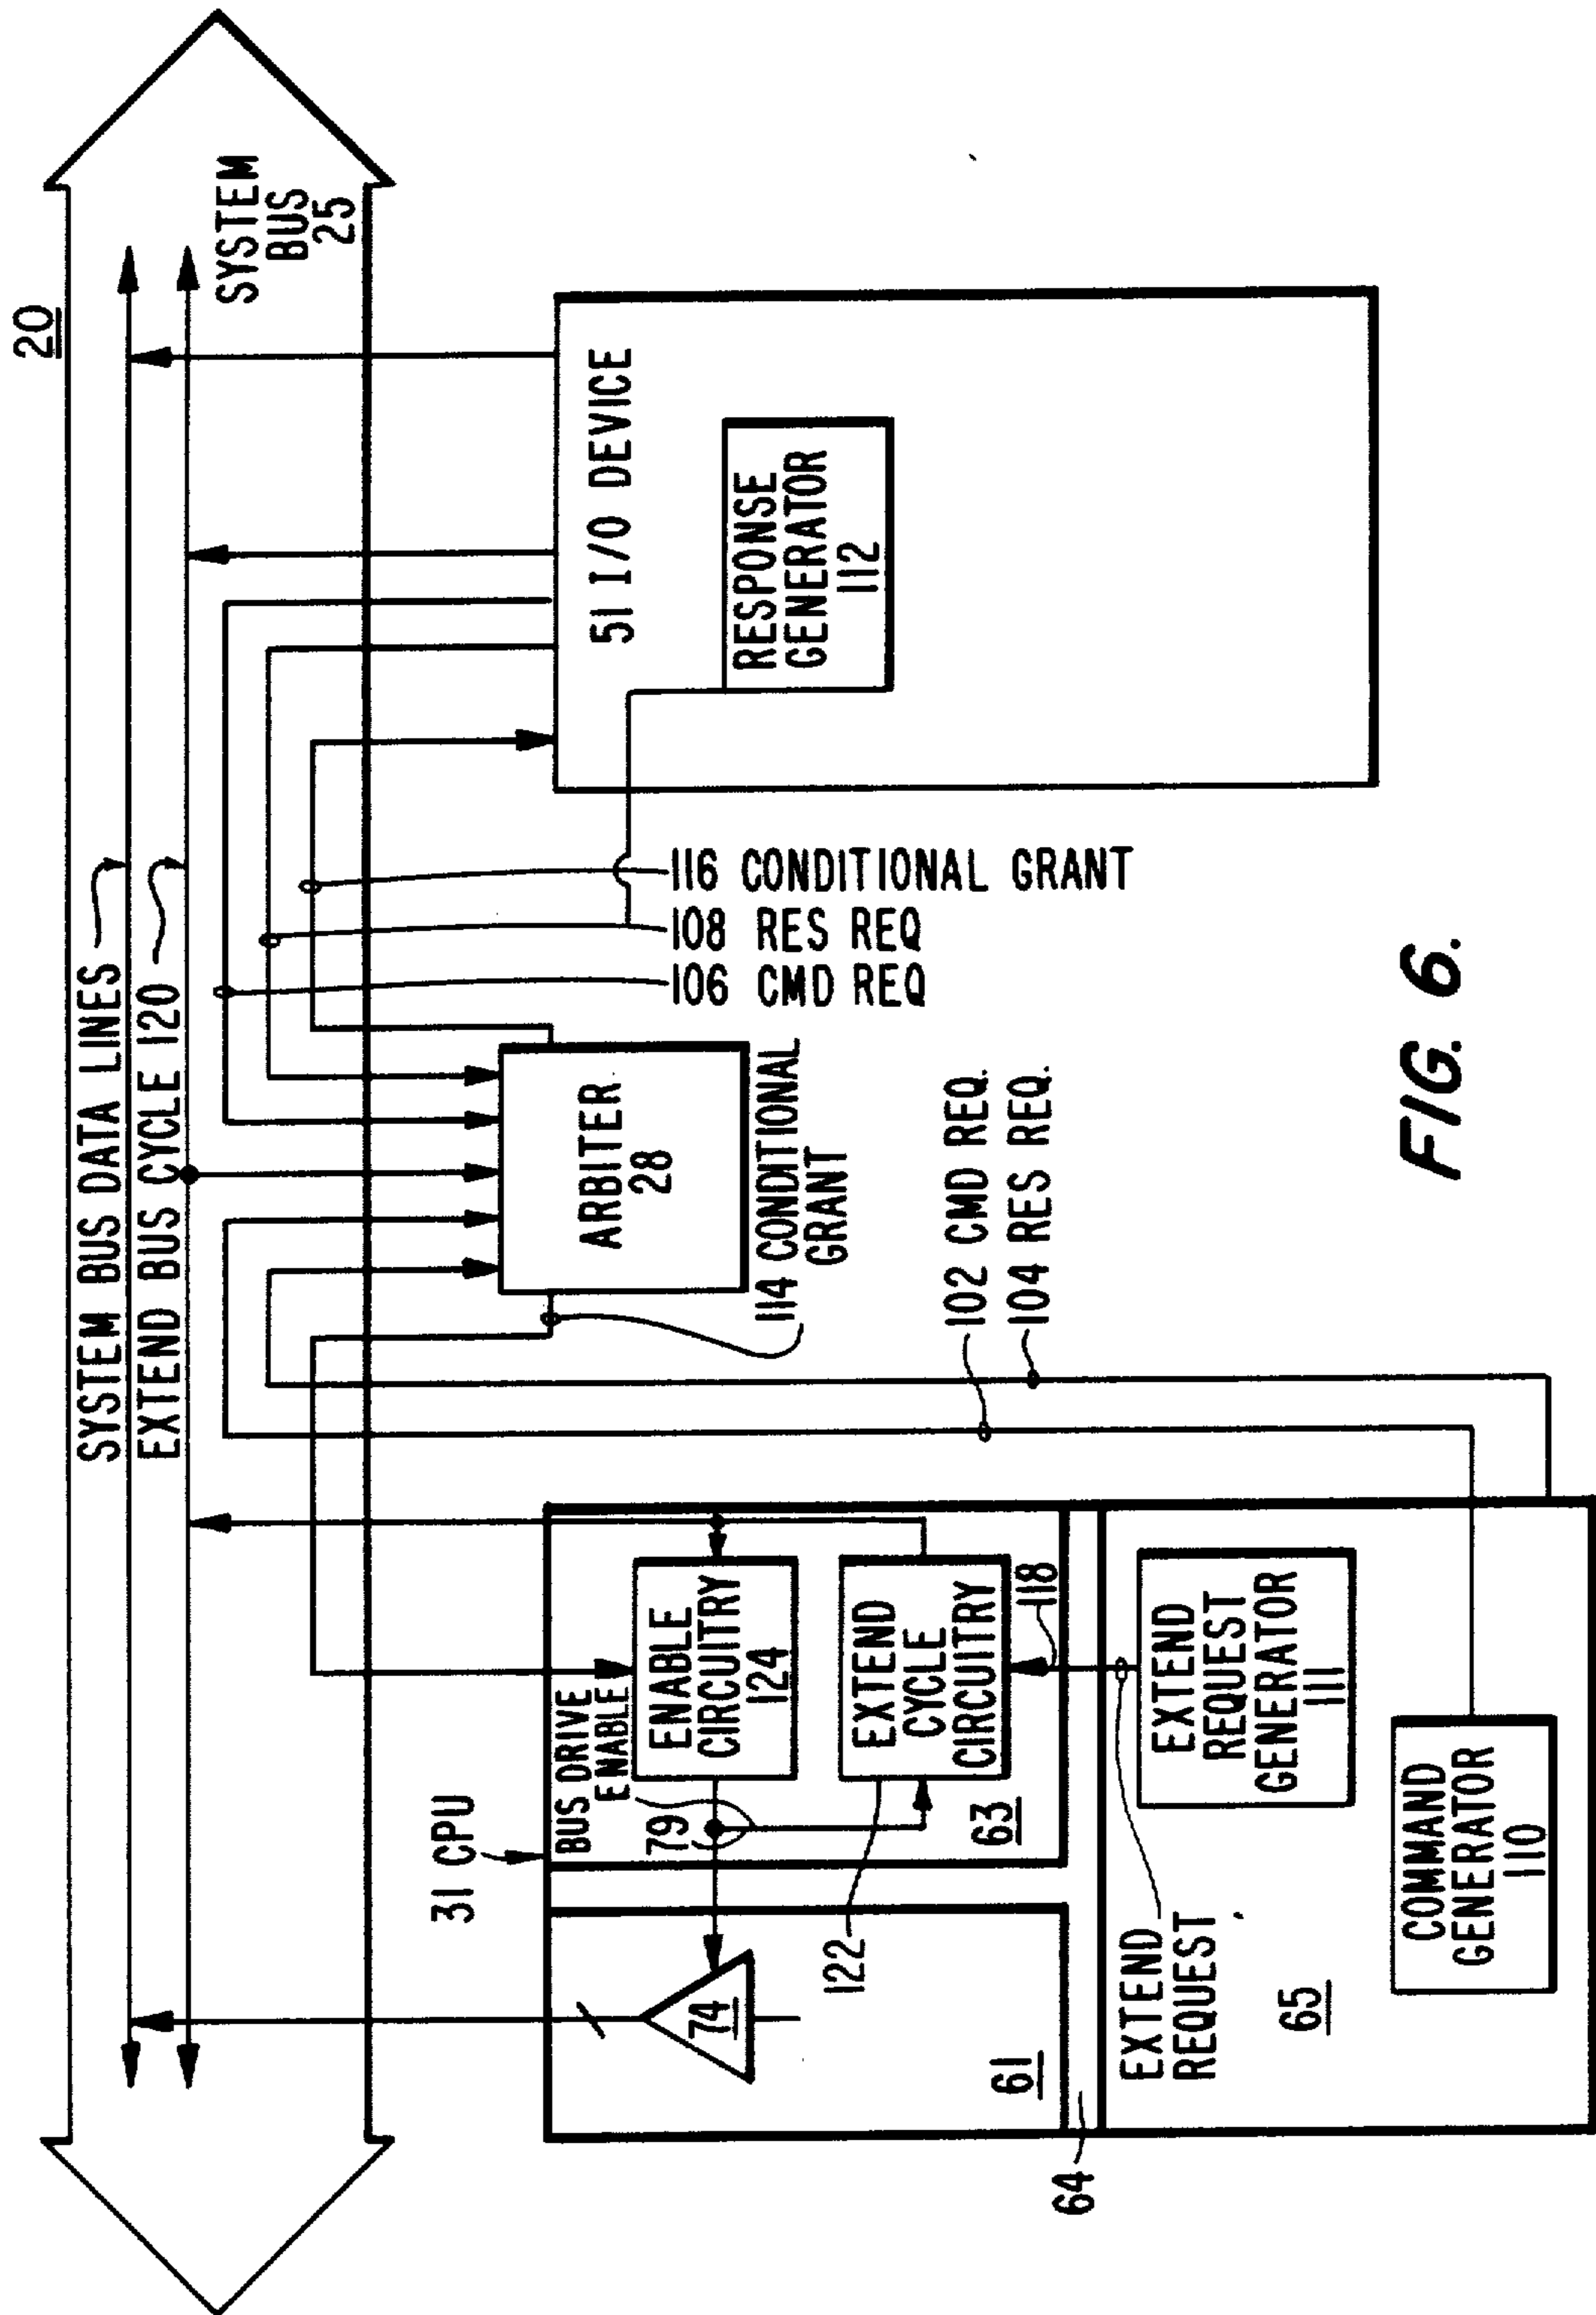 20
SYSTEM BUS DATA LINES
EXTEND BUS CYCLE 120
SYSTEM
BUS
25
31 CPU
BUS DRIVE
ENABLE
79
ENABLE
CIRCUITRY
124
EXTEND
CYCLE
CIRCUITRY
122
118
63
74
61
64
EXTEND
REQUEST
EXTEND
REQUEST
GENERATOR
111
65
COMMAND
GENERATOR
110
ARBITER
28
114 CONDITIONAL
GRANT
102 CMD REQ.
104 RES REQ.
116 CONDITIONAL GRANT
108 RES REQ
106 CMD REQ
51 I/O DEVICE
RESPONSE
GENERATOR
112
FIG. 6.